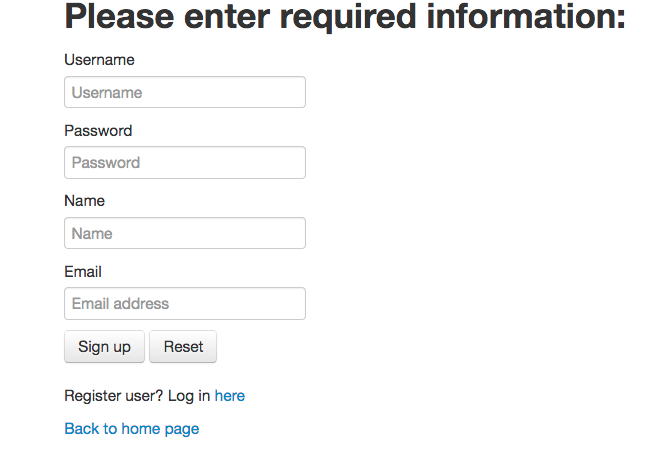 Please enter required information:
Username
Username
Password
Password
Name
Name
Email
Email address
Sign up Reset
Register user? Log in here
Back to home page